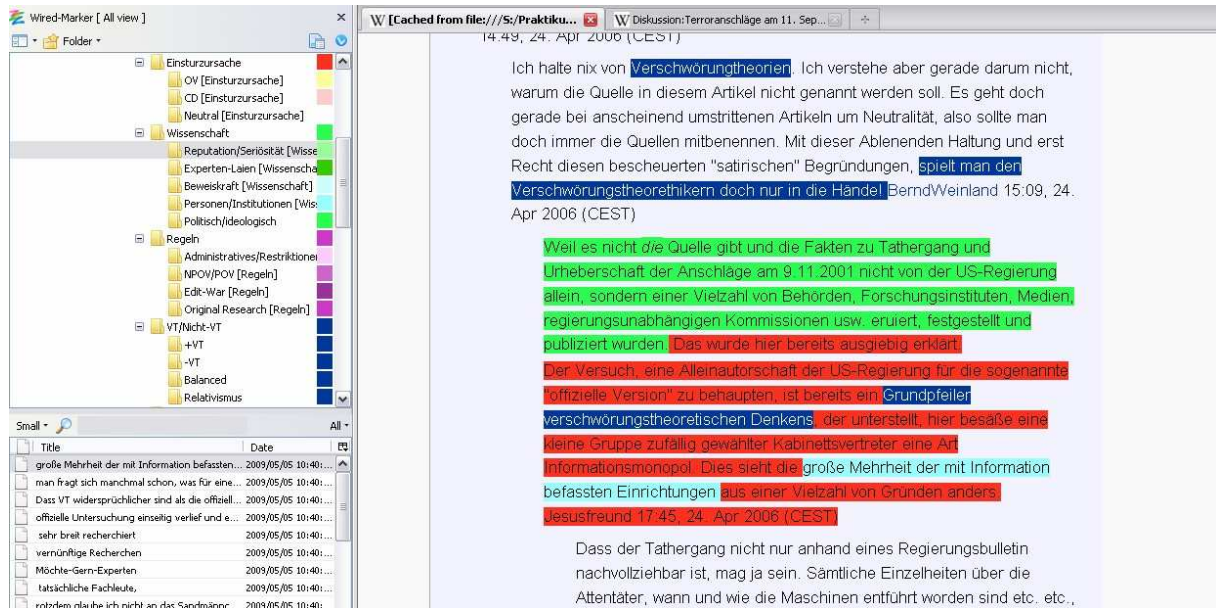 Wired-Marker [ All view ]
Folder
Einsturzursache
OV [Einsturzursache]
CD [Einsturzursache]
Neutral [Einsturzursache]
Wissenschaft
Reputation/Seriösität [Wisse
Experten-Laien [Wissenscha
Beweiskraft [Wissenschaft]
Personen/Institutionen [Wis
Politisch/ideologisch
Regeln
Administratives/Restriktione
NPOV/POV [Regeln]
Edit-War [Regeln]
Original Research [Regeln]
VT/Nicht-VT
+VT
-VT
Balanced
Relativismus
Small
All
Title Date
große Mehrheit der mit Information befassten... 2009/05/05 10:40:...
man fragt sich manchmal schon, was für eine... 2009/05/05 10:40:...
Dass VT widersprüchlicher sind als die offiziell... 2009/05/05 10:40:...
offizielle Untersuchung einseitig verlief und e... 2009/05/05 10:40:...
sehr breit recherchiert 2009/05/05 10:40:...
vernünftige Recherchen 2009/05/05 10:40:...
Möchte-Gern-Experten 2009/05/05 10:40:...
tatsächliche Fachleute, 2009/05/05 10:40:...
rotzdem glaube ich nicht an das Sandmännc... 2009/05/05 10:40:
W [Cached from file:///S:/Praktiku...
W Diskussion:Terroranschläge am 11. Sep...
14:49, 24. Apr 2006 (CEST)
Ich halte nix von Verschwörungtheorien. Ich verstehe aber gerade darum nicht,
warum die Quelle in diesem Artikel nicht genannt werden soll. Es geht doch
gerade bei anscheinend umstrittenen Artikeln um Neutralität, also sollte man
doch immer die Quellen mitbenennen. Mit dieser Ablenenden Haltung und erst
Recht diesen bescheuerten "satirischen" Begründungen, spielt man den
Verschwörungstheorethikern doch nur in die Hände! BerndWeinland 15:09, 24.
Apr 2006 (CEST)
Weil es nicht die Quelle gibt und die Fakten zu Tathergang und
Urheberschaft der Anschläge am 9.11.2001 nicht von der US-Regierung
allein, sondern einer Vielzahl von Behörden, Forschungsinstituten, Medien,
regierungsunabhängigen Kommissionen usw. eruiert, festgestellt und
publiziert wurden. Das wurde hier bereits ausgiebig erklärt.
Der Versuch, eine Alleinautorschaft der US-Regierung für die sogenannte
"offizielle Version" zu behaupten, ist bereits ein Grundpfeiler
verschwörungstheoretischen Denkens, der unterstellt, hier besäße eine
kleine Gruppe zufällig gewählter Kabinettsvertreter eine Art
Informationsmonopol. Dies sieht die große Mehrheit der mit Information
befassten Einrichtungen aus einer Vielzahl von Gründen anders.
Jesusfreund 17:45, 24. Apr 2006 (CEST)
Dass der Tathergang nicht nur anhand eines Regierungsbulletin
nachvollziehbar ist, mag ja sein. Sämtliche Einzelheiten über die
Attentäter, wann und wie die Maschinen entführt worden sind etc. etc.,